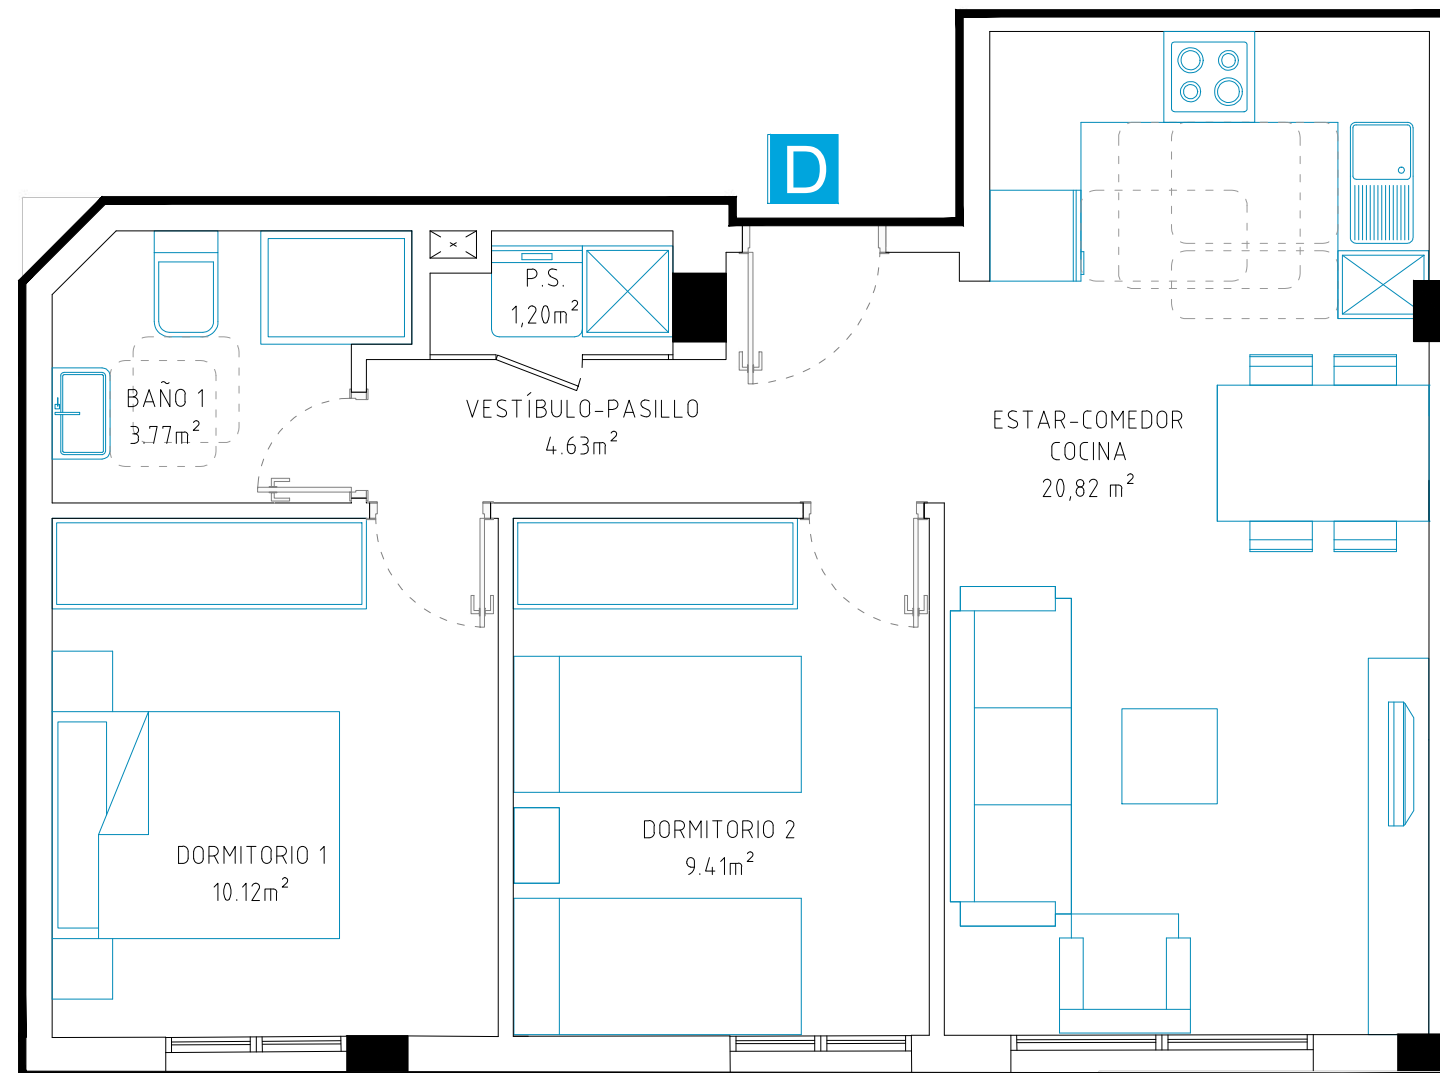 D
P.S.
1,20m²
BAÑO 1
3.77m²
VESTÍBULO-PASILLO
4.63m²
ESTAR-COMEDOR
COCINA
20,82 m²
DORMITORIO 1
10.12m²
DORMITORIO 2
9.41m²